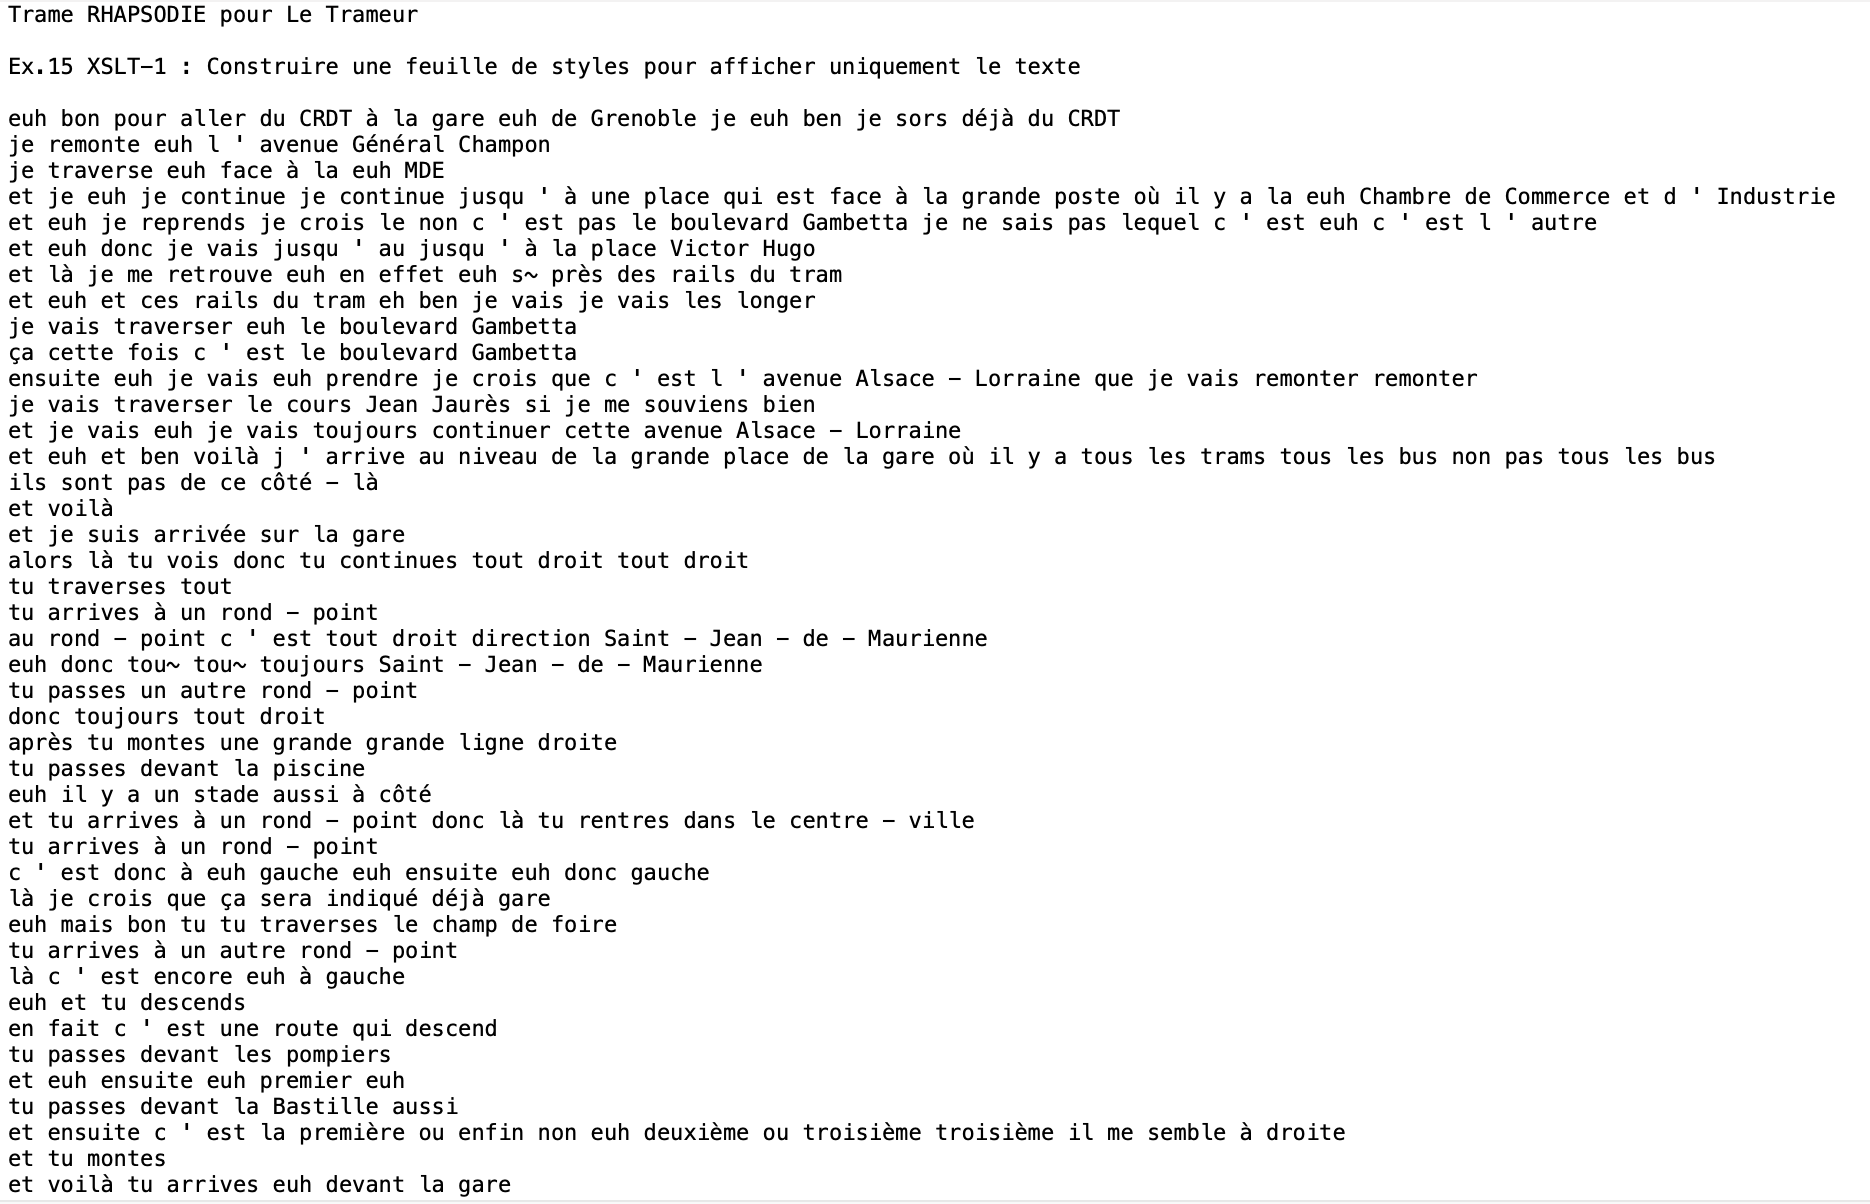 Trame RHAPSODIE pour Le Trameur
Ex.15 XSLT-1 : Construire une feuille de styles pour afficher uniquement le texte
euh bon pour aller du CRDT à la gare euh de Grenoble je euh ben je sors déjà du CRDT
je remonte euh l ' avenue Général Champon
je traverse euh face à la euh MDE
et je euh je continue je continue jusqu ' à une place qui est face à la grande poste où il y a la euh Chambre de Commerce et d ' Industrie
et euh je reprends je crois le non c ' est pas le boulevard Gambetta je ne sais pas lequel c ' est euh c ' est l ' autre
et euh donc je vais jusqu ' au jusqu ' à la place Victor Hugo
et là je me retrouve euh en effet euh s~ près des rails du tram
et euh et ces rails du tram eh ben je vais je vais les longer
je vais traverser euh le boulevard Gambetta
ça cette fois c ' est le boulevard Gambetta
ensuite euh je vais euh prendre je crois que c ' est l ' avenue Alsace - Lorraine que je vais remonter remonter
je vais traverser le cours Jean Jaurès si je me souviens bien
et je vais euh je vais toujours continuer cette avenue Alsace - Lorraine
et euh et ben voilà j ' arrive au niveau de la grande place de la gare où il y a tous les trams tous les bus non pas tous les bus
ils sont pas de ce côté - là
et voilà
et je suis arrivée sur la gare
alors là tu vois donc tu continues tout droit tout droit
tu traverses tout
tu arrives à un rond - point
au rond - point c ' est tout droit direction Saint - Jean - de - Maurienne
euh donc tou~ tou~ toujours Saint - Jean - de - Maurienne
tu passes un autre rond - point
donc toujours tout droit
après tu montes une grande grande ligne droite
tu passes devant la piscine
euh il y a un stade aussi à côté
et tu arrives à un rond - point donc là tu rentres dans le centre - ville
tu arrives à un rond - point
c ' est donc à euh gauche euh ensuite euh donc gauche
là je crois que ça sera indiqué déjà gare
euh mais bon tu tu traverses le champ de foire
tu arrives à un autre rond - point
là c ' est encore euh à gauche
euh et tu descends
en fait c ' est une route qui descend
tu passes devant les pompiers
et euh ensuite euh premier euh
tu passes devant la Bastille aussi
et ensuite c ' est la première ou enfin non euh deuxième ou troisième troisième il me semble à droite
et tu montes
et voilà tu arrives euh devant la gare